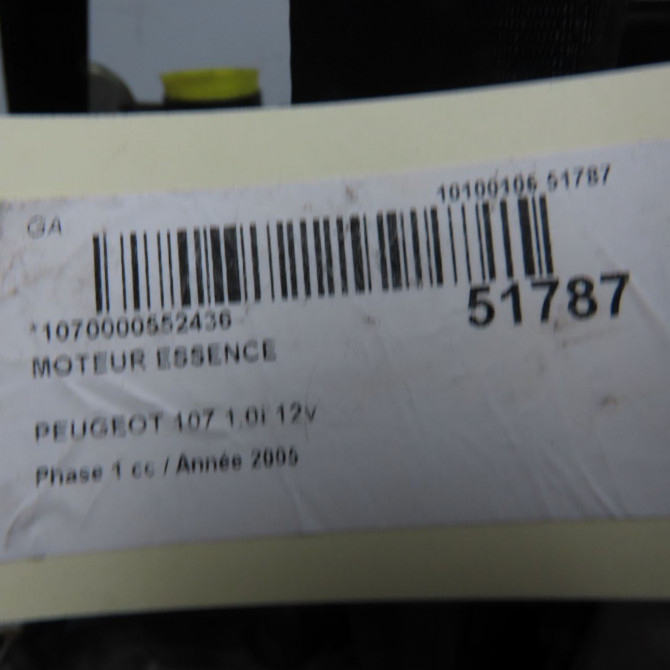 10100106 51787
GA
51787
*1070000552436
MOTEUR ESSENCE
PEUGEOT 107 1.0i 12v
Phase 1 cc / Année 2005